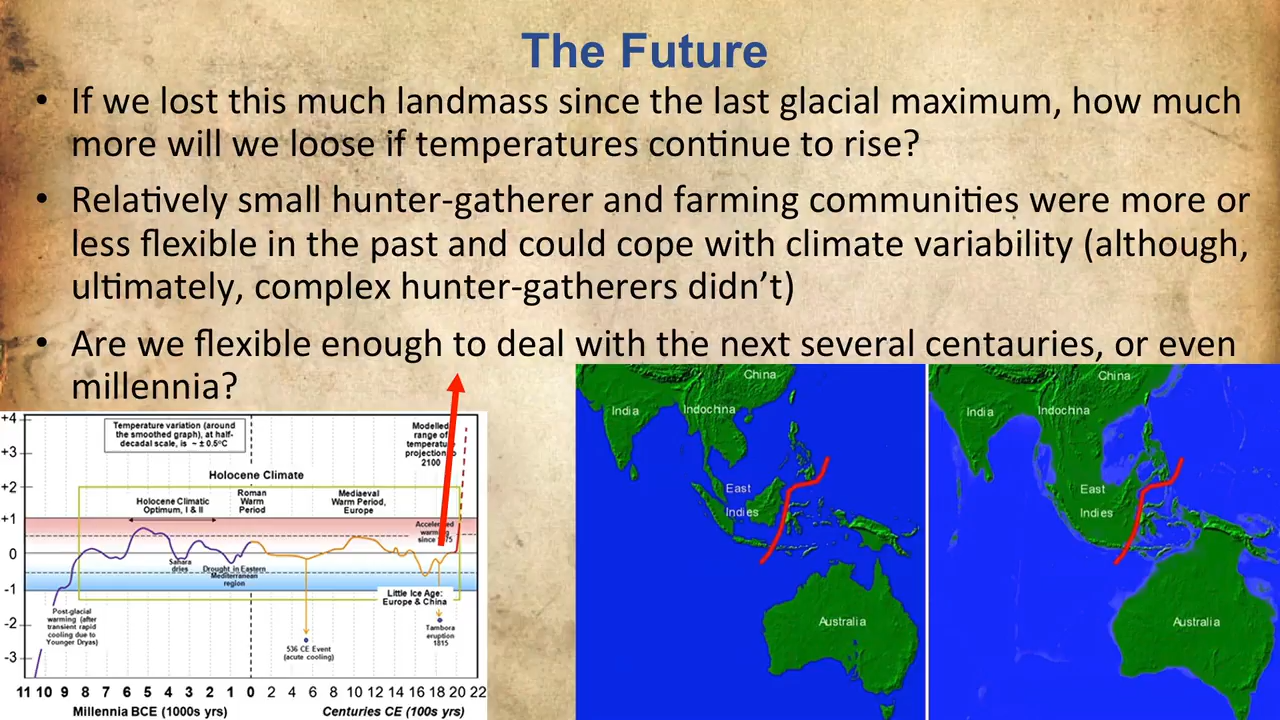 The Future
• If we lost this much landmass since the last glacial maximum, how much
more will we loose if temperatures continue to rise?
• Relatively small hunter-gatherer and farming communities were more or
less flexible in the past and could cope with climate variability (although,
ultimately, complex hunter-gatherers didn’t)
• Are we flexible enough to deal with the next several centauries, or even
millennia?
+4
+3
+2
+1
0
-1
-2
-3
Temperature variation (around
the smoothed graph), at half-
decadal scale, is ~ ± 0.5°C
Modelled
range of
temperature
projection
2100
Holocene Climate
Holocene Climatic
Optimum, I & II
Roman
Warm
Period
Mediaeval
Warm Period,
Europe
Accelerated
warming
since
Sahara
dries
Drought in Eastern
Mediterranean
region
Little Ice Age:
Europe & China
Post-glacial
warming (after
transient rapid
cooling due to
Younger Dryas)
536 CE Event
(acute cooling)
Tambora
eruption
1815
11 10 9 8 7 6 5 4 3 2 1 0 2 4 6 8 10 12 14 16 18 20 22
Millennia BCE (1000s yrs)
Centuries CE (100s yrs)
China
India
Indochina
East
Indies
Australia
China
India
Indochina
East
Indies
Australia